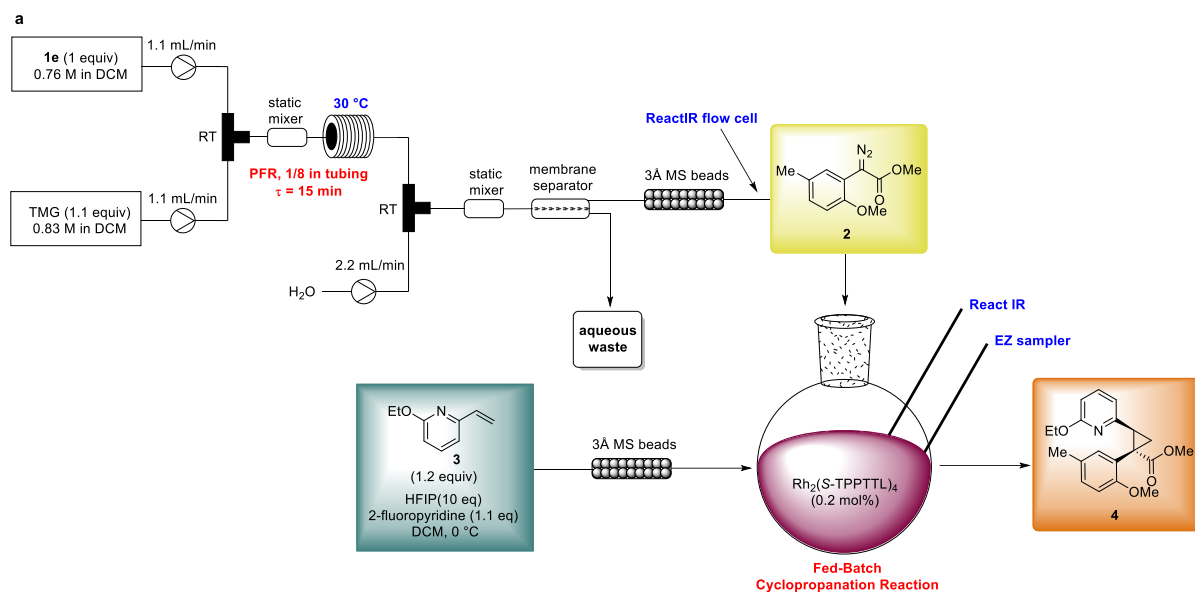 a
1e (1 equiv)
0.76 M in DCM
1.1 mL/min
RT
static
mixer
30 °C
PFR, 1/8 in tubing
τ = 15 min
TMG (1.1 equiv)
0.83 M in DCM
1.1 mL/min
H2O
2.2 mL/min
RT
static
mixer
membrane
separator
aqueous
waste
3Å MS beads
ReactIR flow cell
N2
Me
OMe
O
OMe
2
EtO
N
3
(1.2 equiv)
HFIP(10 eq)
2-fluoropyridine (1.1 eq)
DCM, 0 °C
3Å MS beads
React IR
EZ sampler
Rh2(S-TPPTTL)4
(0.2 mol%)
Fed-Batch
Cyclopropanation Reaction
EtO
N
Me
OMe
O
OMe
4